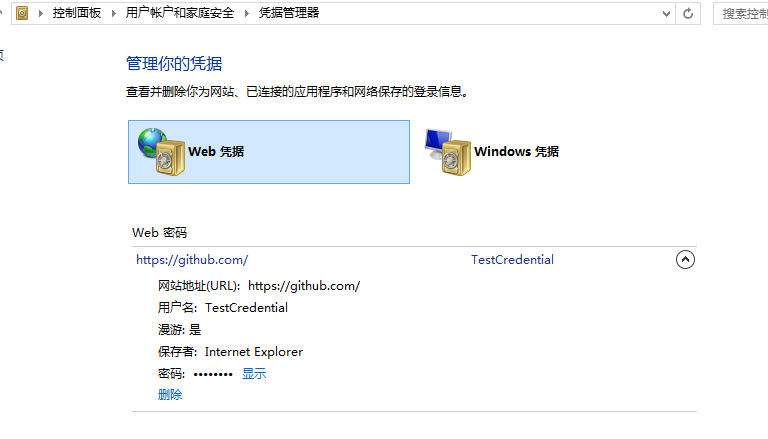 控制面板 用户帐户和家庭安全 凭据管理器 搜索控制
页
管理你的凭据
查看并删除你为网站、已连接的应用程序和网络保存的登录信息。
Web 凭据 Windows 凭据
Web 密码
https://github.com/ TestCredential
网站地址(URL): https://github.com/
用户名: TestCredential
漫游: 是
保存者: Internet Explorer
密码: •••••••• 显示
删除